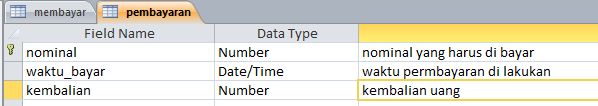 membayar pembayaran
Field Name Data Type
nominal Number nominal yang harus di bayar
waktu_bayar Date/Time waktu permbayaran di lakukan
kembalian Number kembalian uang